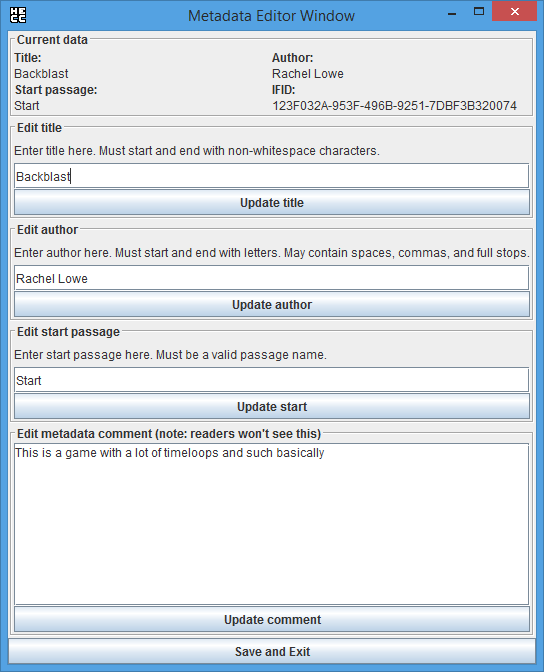 HE
CC
Metadata Editor Window
Current data
Title: Author:
Backblast Rachel Lowe
Start passage: IFID:
Start 123F032A-953F-496B-9251-7DBF3B320074
Edit title
Enter title here. Must start and end with non-whitespace characters.
Backblast
Update title
Edit author
Enter author here. Must start and end with letters. May contain spaces, commas, and full stops.
Rachel Lowe
Update author
Edit start passage
Enter start passage here. Must be a valid passage name.
Start
Update start
Edit metadata comment (note: readers won't see this)
This is a game with a lot of timeloops and such basically
Update comment
Save and Exit